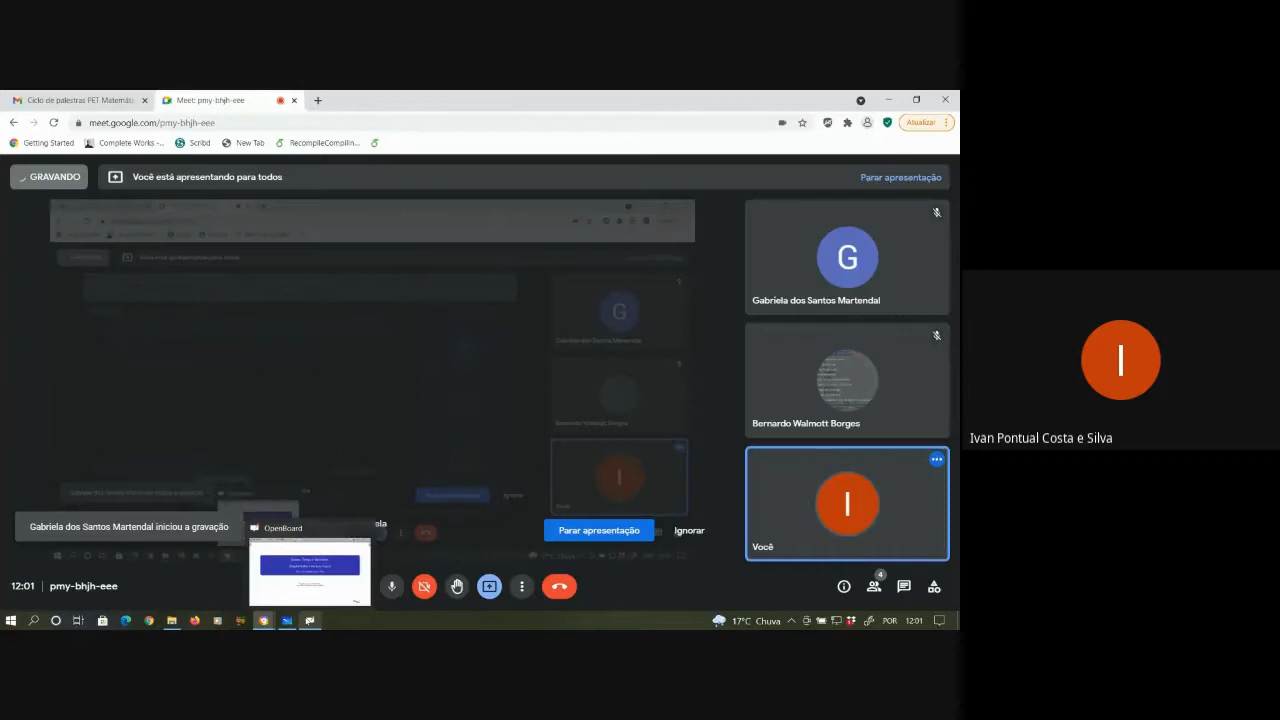 Ciclo de palestras PET Matemát
Meet: pmy-bhjh-eee
meet.google.com/pmy-bhjh-eee
Atualizar
Getting Started
Complete Works -...
Scribd
New Tab
RecompileCompilin...
GRAVANDO
Você está apresentando para todos
Parar apresentação
G
Gabriela dos Santos Martendal
G
Bernardo Walmott Borges
I
Você
I
Ivan Pontual Costa e Silva
Gabriela dos Santos Martendal iniciou a gravação
ela
OpenBoard
Parar apresentação
Ignorar
12:01
pmy-bhjh-eee
4
17°C Chuva
POR
12:01